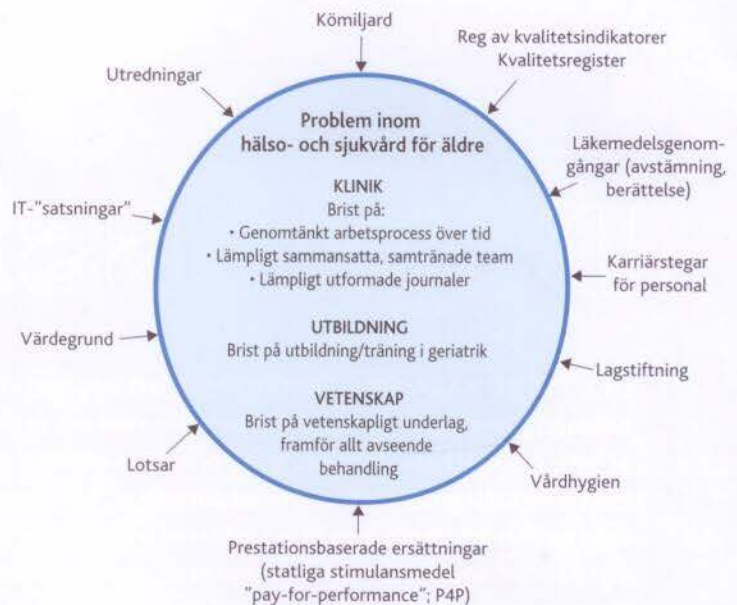 Kömiljard
Reg av kvalitetsindikatorer
Kvalitetsregister
Utredningar
Problem inom
hälso- och sjukvård för äldre
Läkemedelsgenom-
gångar (avstämning,
berättelse)
KLINIK
Brist på:
• Genomtänkt arbetsprocess över tid
• Lämpligt sammansatta, samtränade team
• Lämpligt utformade journaler
IT-"satsningar"
Karriärstegar
för personal
UTBILDNING
Brist på utbildning/träning i geriatrik
Värdegrund
Lagstiftning
VETENSKAP
Brist på vetenskapligt underlag,
framför allt avseende
behandling
Lotsar
Vårdhygien
Prestationsbaserade ersättningar
(statliga stimulansmedel
"pay-for-performance"; P4P)